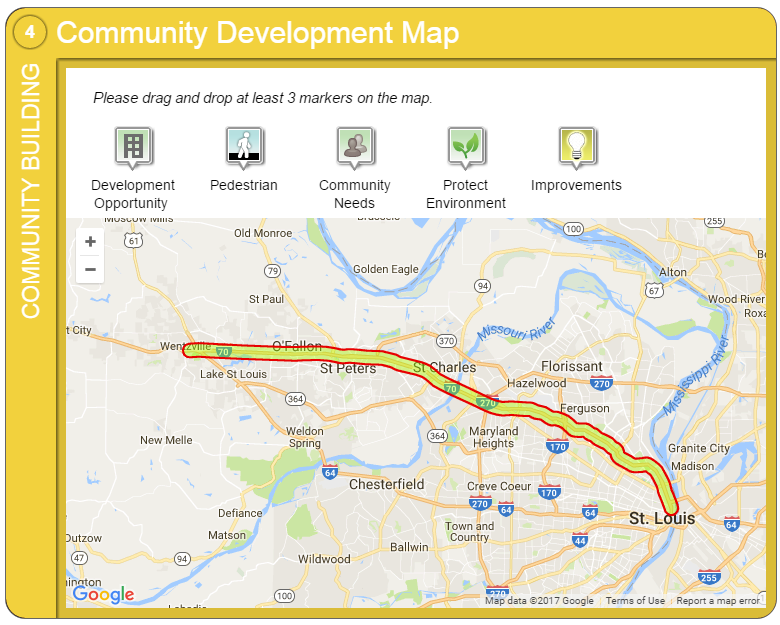 4 Community Development Map
COMMUNITY BUILDING
Please drag and drop at least 3 markers on the map.
Development
Opportunity
Pedestrian
Community
Needs
Protect
Environment
Improvements
Moscow Mills
61
Old Monroe
100
255
+
−
79
Golden Eagle
Alton
94
67
St Paul
Wood River
Missouri River
Mississippi River
t City
Wentzville
70
O'Fallon
370
St Peters
St Charles
Florissant
Lake St Louis
70
Hazelwood
270
364
270
Ferguson
New Melle
Weldon
Spring
364
Maryland
Heights
170
Granite City
Madison
64
Chesterfield
Creve Coeur
170
270
64
64
St. Louis
64
Defiance
Matson
Town and
Country
44
Ballwin
47
94
Wildwood
255
ington
Google
100
270
Map data ©2017 Google
Terms of Use
Report a map error